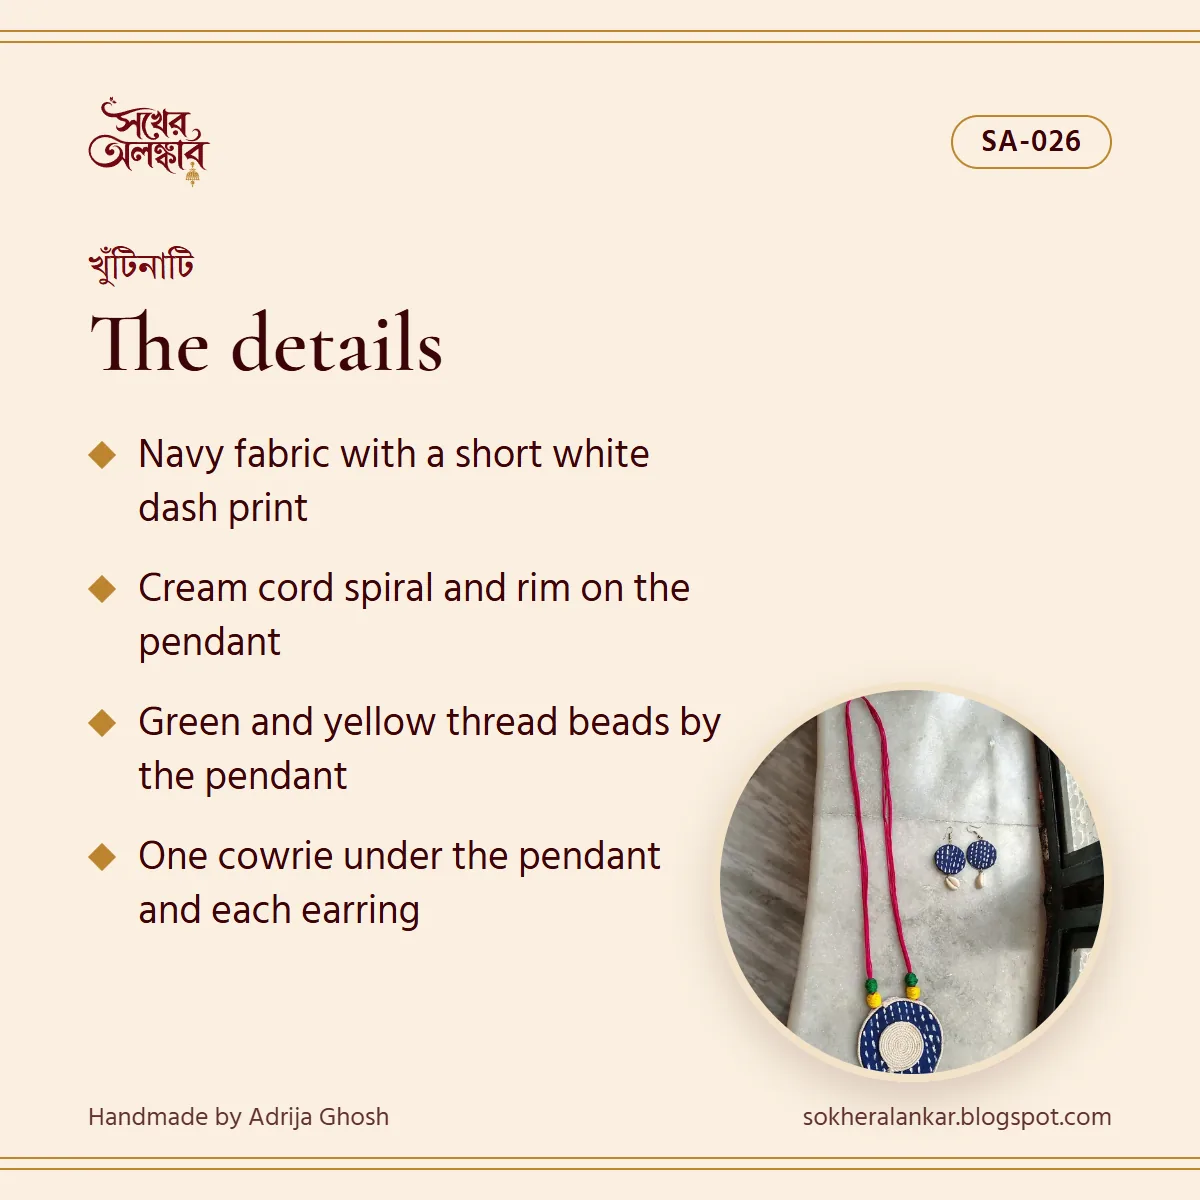 সখের
অলঙ্কার
SA-026
খুঁটিনাটি
The details
Navy fabric with a short white
dash print
Cream cord spiral and rim on the
pendant
Green and yellow thread beads by
the pendant
One cowrie under the pendant
and each earring
Handmade by Adrija Ghosh
sokheralankar.blogspot.com